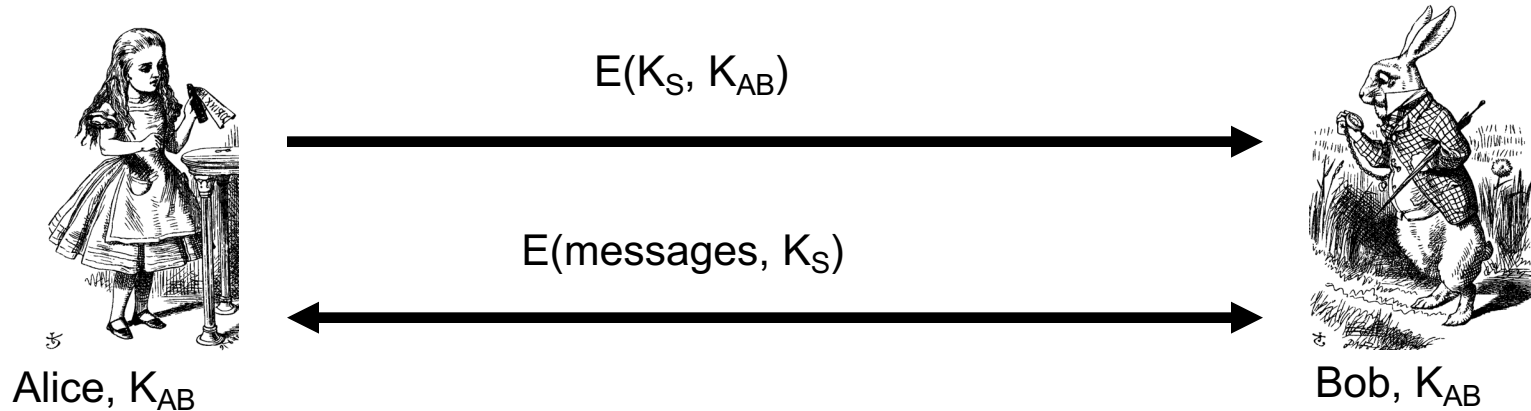 E(K_S, K_AB)
E(messages, K_S)
Alice, K_AB
Bob, K_AB